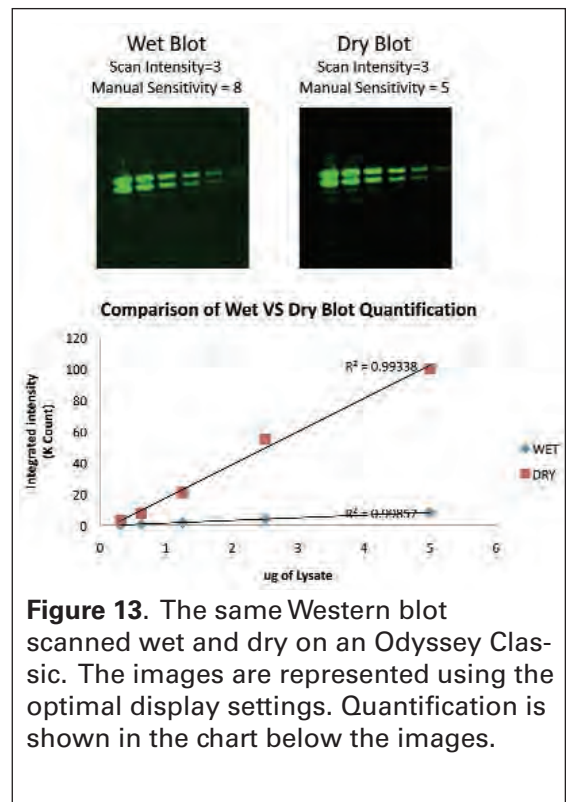 Wet Blot
Scan Intensity=3
Manual Sensitivity = 8
Dry Blot
Scan Intensity=3
Manual Sensitivity = 5
Comparison of Wet VS Dry Blot Quantification
Integrated Intensity
(K Count)
120
100
80
60
40
20
0
R² = 0.99338
R² = 0.99857
WET
DRY
0 1 2 3 4 5 6
ug of Lysate
Figure 13. The same Western blot
scanned wet and dry on an Odyssey Clas-
sic. The images are represented using the
optimal display settings. Quantification is
shown in the chart below the images.